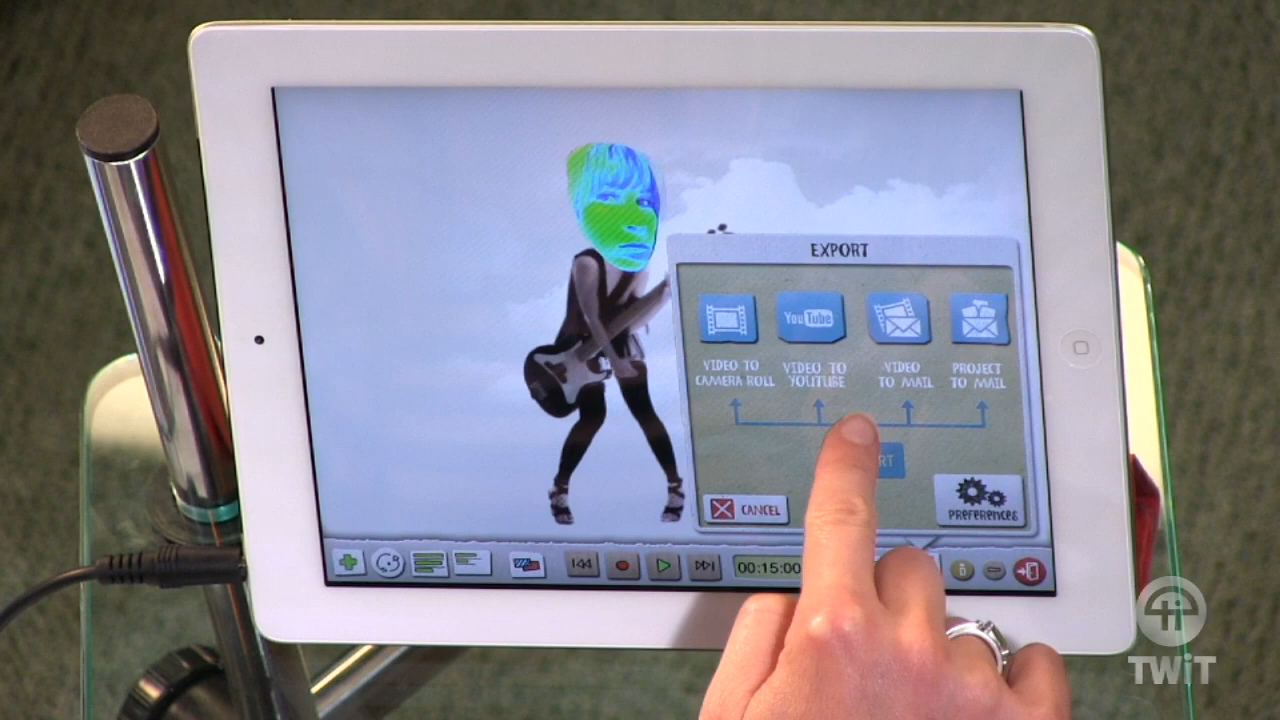 EXPORT
You Tube
VIDEO TO
CAMERA ROLL
VIDEO TO
YOUTUBE
VIDEO
TO MAIL
PROJECT
TO MAIL
CANCEL
PREFERENCES
00:15:00
TWiT